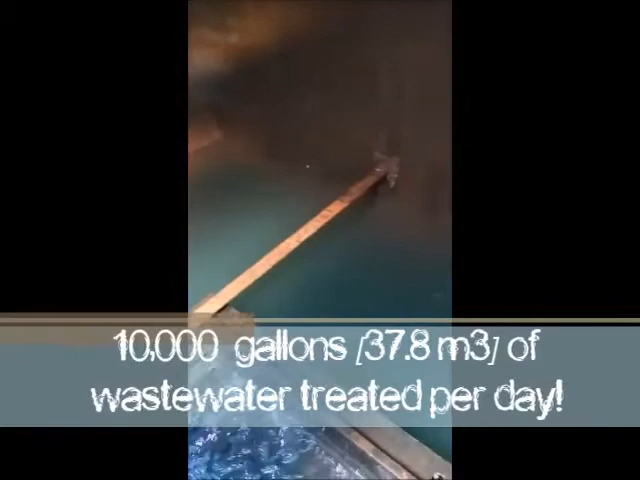 10,000 gallons [37.8 m3] of
wastewater treated per day!